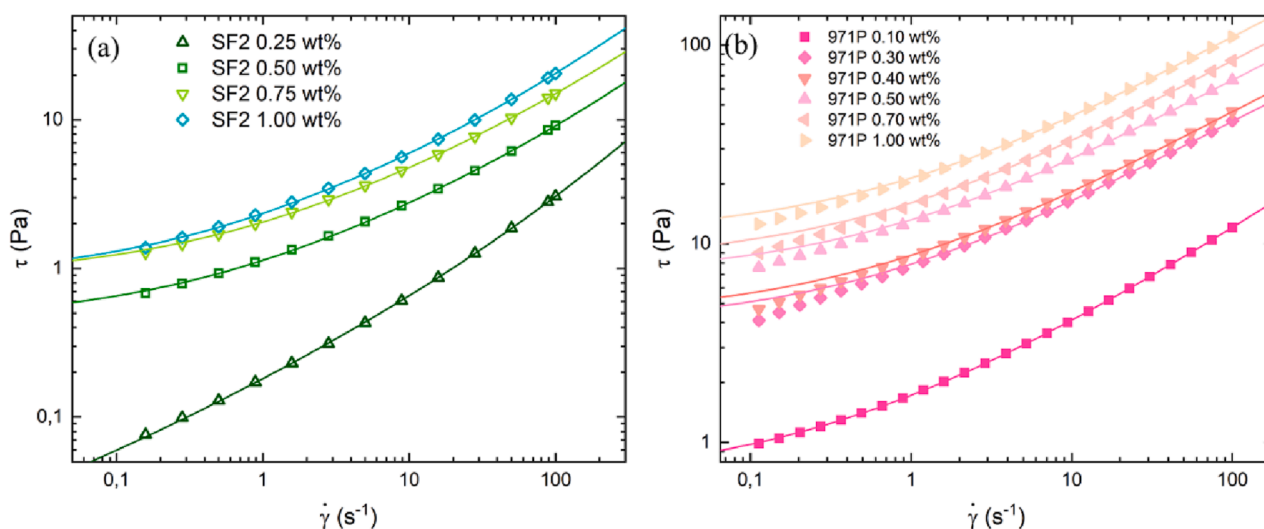 (a)
SF2 0.25 wt%
SF2 0.50 wt%
SF2 0.75 wt%
SF2 1.00 wt%
τ (Pa)
10
1
0,1
0,1 1 10 100
γ̇ (s⁻¹)
(b)
971P 0.10 wt%
971P 0.30 wt%
971P 0.40 wt%
971P 0.50 wt%
971P 0.70 wt%
971P 1.00 wt%
τ (Pa)
100
10
1
0,1 1 10 100
γ̇ (s⁻¹)